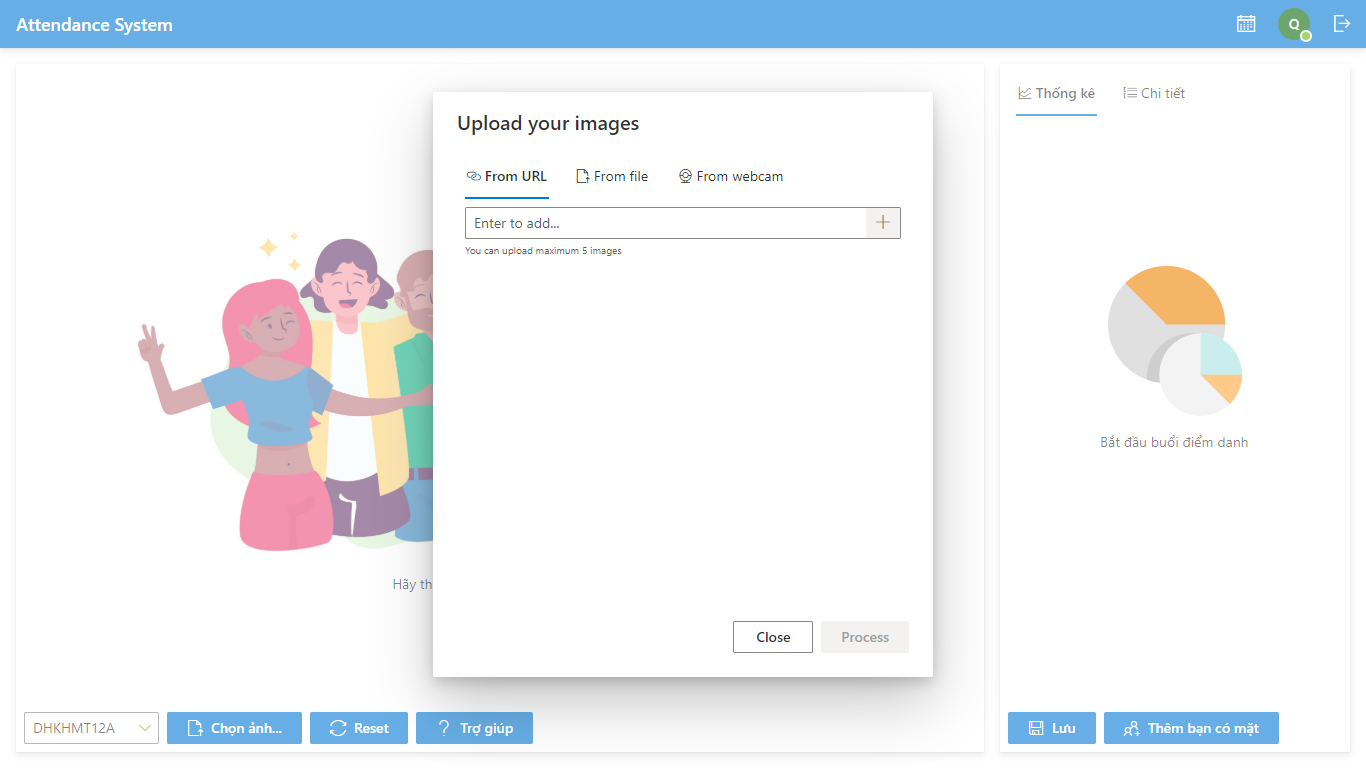 Attendance System
Q
Upload your images
From URL
From file
From webcam
Enter to add...
You can upload maximum 5 images
Close
Process
Hãy th
DHKHMT12A
Chọn ảnh...
Reset
Trợ giúp
Thống kê
Chi tiết
Bắt đầu buổi điểm danh
Lưu
Thêm bạn có mặt